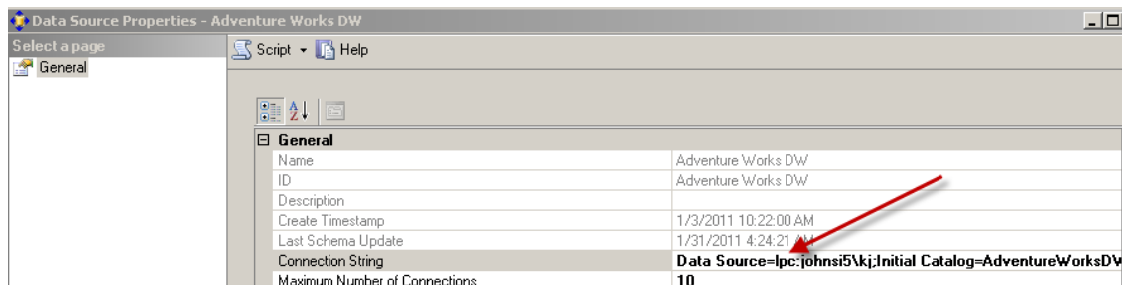 Data Source Properties - Adventure Works DW
Select a page
Script Help
General
General
Name Adventure Works DW
ID Adventure Works DW
Description
Create Timestamp 1/3/2011 10:22:00 AM
Last Schema Update 1/31/2011 4:24:21 AM
Connection String Data Source=lpc:johnsi5\kj;Initial Catalog=AdventureWorksDW
Maximum Number of Connections 10